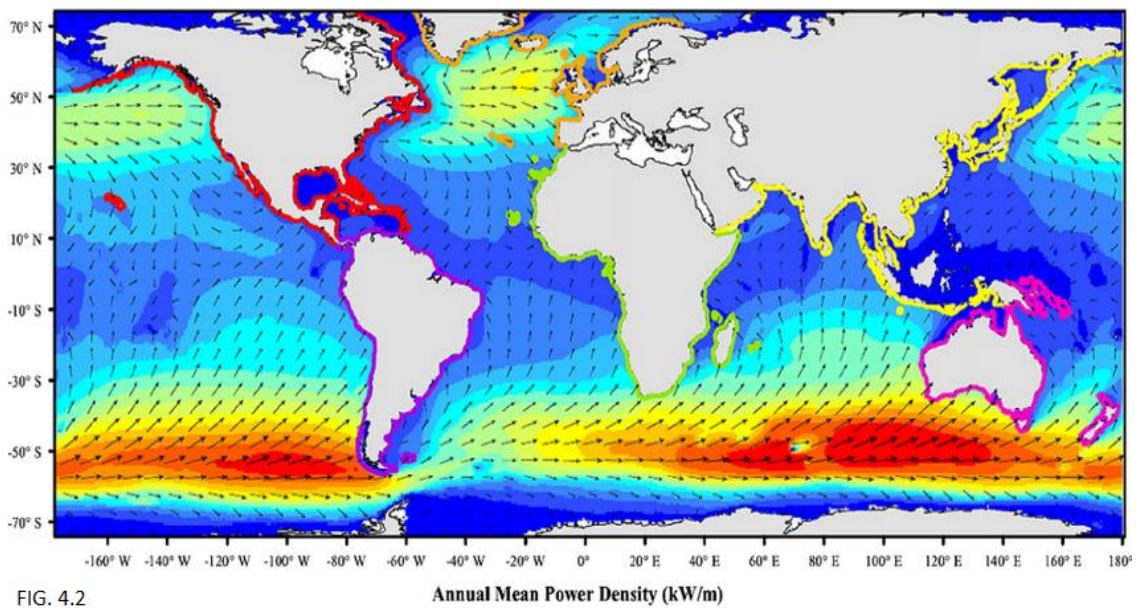 70° N
50° N
30° N
10° N
-10° S
-30° S
-50° S
-70° S
-160° W -140° W -120° W -100° W -80° W -60° W -40° W -20° W 0° 20° E 40° E 60° E 80° E 100° E 120° E 140° E 160° E 180°
FIG. 4.2
Annual Mean Power Density (kW/m)